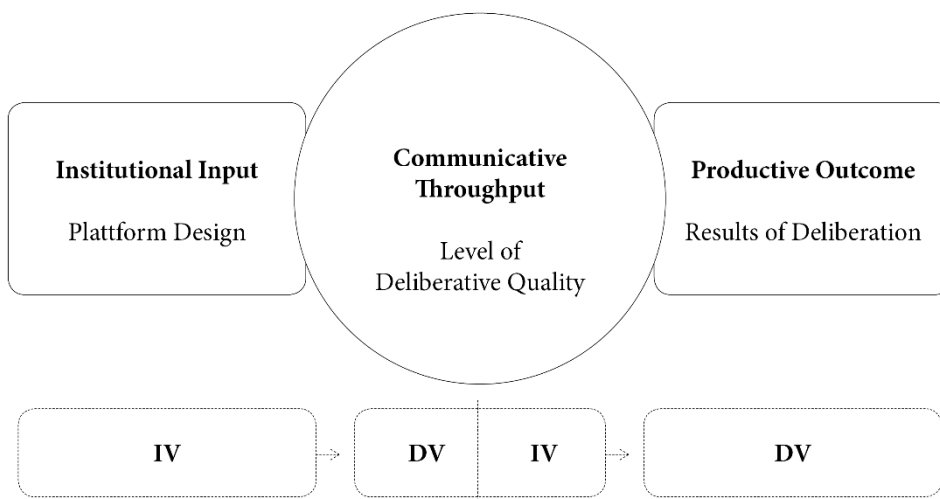 Institutional Input
Plattform Design
Communicative
Throughput
Level of
Deliberative Quality
Productive Outcome
Results of Deliberation
IV
DV
IV
DV